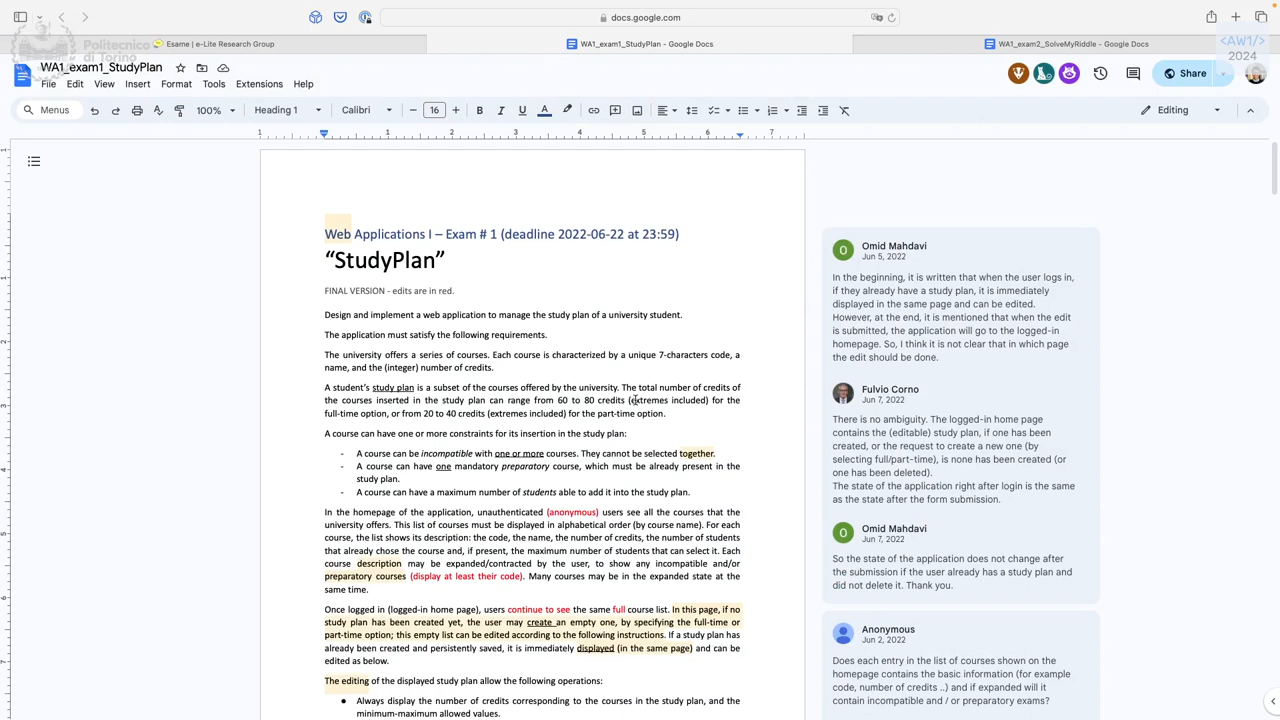 docs.google.com
Esame | e-Lite Research Group
WA1_exam1_StudyPlan - Google Docs
WA1_exam2_SolveMyRiddle - Google Docs
Politecnico
di Torino
<AW1/>
2024
WA1_exam1_StudyPlan
File Edit View Insert Format Tools Extensions Help
Share
Menus
100%
Heading 1
Calibri
16
B I U A
Editing
1 1 2 3 4 5 6 7
Web Applications I – Exam # 1 (deadline 2022-06-22 at 23:59)
“StudyPlan”
FINAL VERSION - edits are in red.
Design and implement a web application to manage the study plan of a university student.
The application must satisfy the following requirements.
The university offers a series of courses. Each course is characterized by a unique 7-characters code, a
name, and the (integer) number of credits.
A student’s study plan is a subset of the courses offered by the university. The total number of credits of
the courses inserted in the study plan can range from 60 to 80 credits (extremes included) for the
full-time option, or from 20 to 40 credits (extremes included) for the part-time option.
A course can have one or more constraints for its insertion in the study plan:
- A course can be incompatible with one or more courses. They cannot be selected together.
- A course can have one mandatory preparatory course, which must be already present in the
study plan.
- A course can have a maximum number of students able to add it into the study plan.
In the homepage of the application, unauthenticated (anonymous) users see all the courses that the
university offers. This list of courses must be displayed in alphabetical order (by course name). For each
course, the list shows its description: the code, the name, the number of credits, the number of students
that already chose the course and, if present, the maximum number of students that can select it. Each
course description may be expanded/contracted by the user, to show any incompatible and/or
preparatory courses (display at least their code). Many courses may be in the expanded state at the
same time.
Once logged in (logged-in home page), users continue to see the same full course list. In this page, if no
study plan has been created yet, the user may create an empty one, by specifying the full-time or
part-time option; this empty list can be edited according to the following instructions. If a study plan has
already been created and persistently saved, it is immediately displayed (in the same page) and can be
edited as below.
The editing of the displayed study plan allow the following operations:
● Always display the number of credits corresponding to the courses in the study plan, and the
minimum-maximum allowed values.
O
Omid Mahdavi
Jun 5, 2022
In the beginning, it is written that when the user logs in,
if they already have a study plan, it is immediately
displayed in the same page and can be edited.
However, at the end, it is mentioned that when the edit
is submitted, the application will go to the logged-in
homepage. So, I think it is not clear that in which page
the edit should be done.
Fulvio Corno
Jun 7, 2022
There is no ambiguity. The logged-in home page
contains the (editable) study plan, if one has been
created, or the request to create a new one (by
selecting full/part-time), is none has been created (or
one has been deleted).
The state of the application right after login is the same
as the state after the form submission.
O
Omid Mahdavi
Jun 7, 2022
So the state of the application does not change after
the submission if the user already has a study plan and
did not delete it. Thank you.
Anonymous
Jun 2, 2022
Does each entry in the list of courses shown on the
homepage contains the basic information (for example
code, number of credits ..) and if expanded will it
contain incompatible and / or preparatory exams?